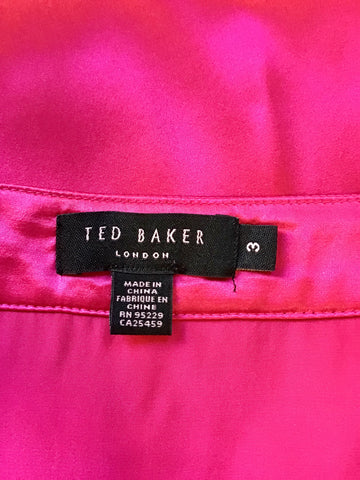 TED BAKER
LONDON
3
MADE IN
CHINA
FABRIQUE EN
CHINE
RN 95229
CA25459